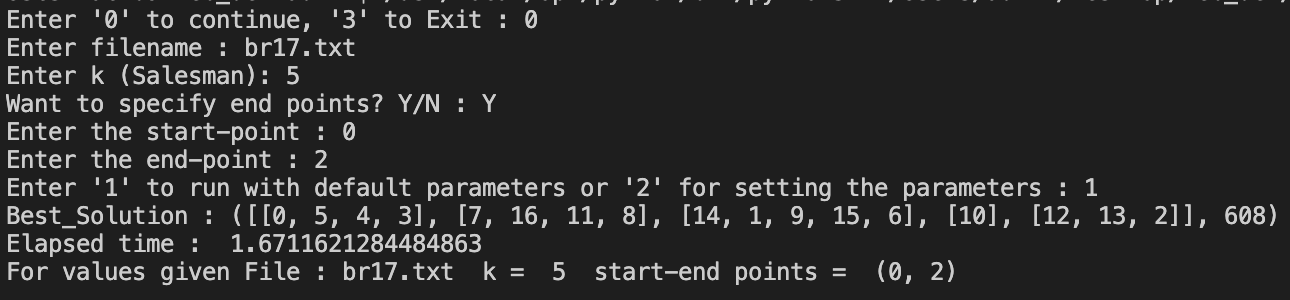 Enter '0' to continue, '3' to Exit : 0
Enter filename : br17.txt
Enter k (Salesman): 5
Want to specify end points? Y/N : Y
Enter the start-point : 0
Enter the end-point : 2
Enter '1' to run with default parameters or '2' for setting the parameters : 1
Best_Solution : ([[0, 5, 4, 3], [7, 16, 11, 8], [14, 1, 9, 15, 6], [10], [12, 13, 2]], 608)
Elapsed time :  1.6711621284484863
For values given File : br17.txt  k =  5  start-end points =  (0, 2)